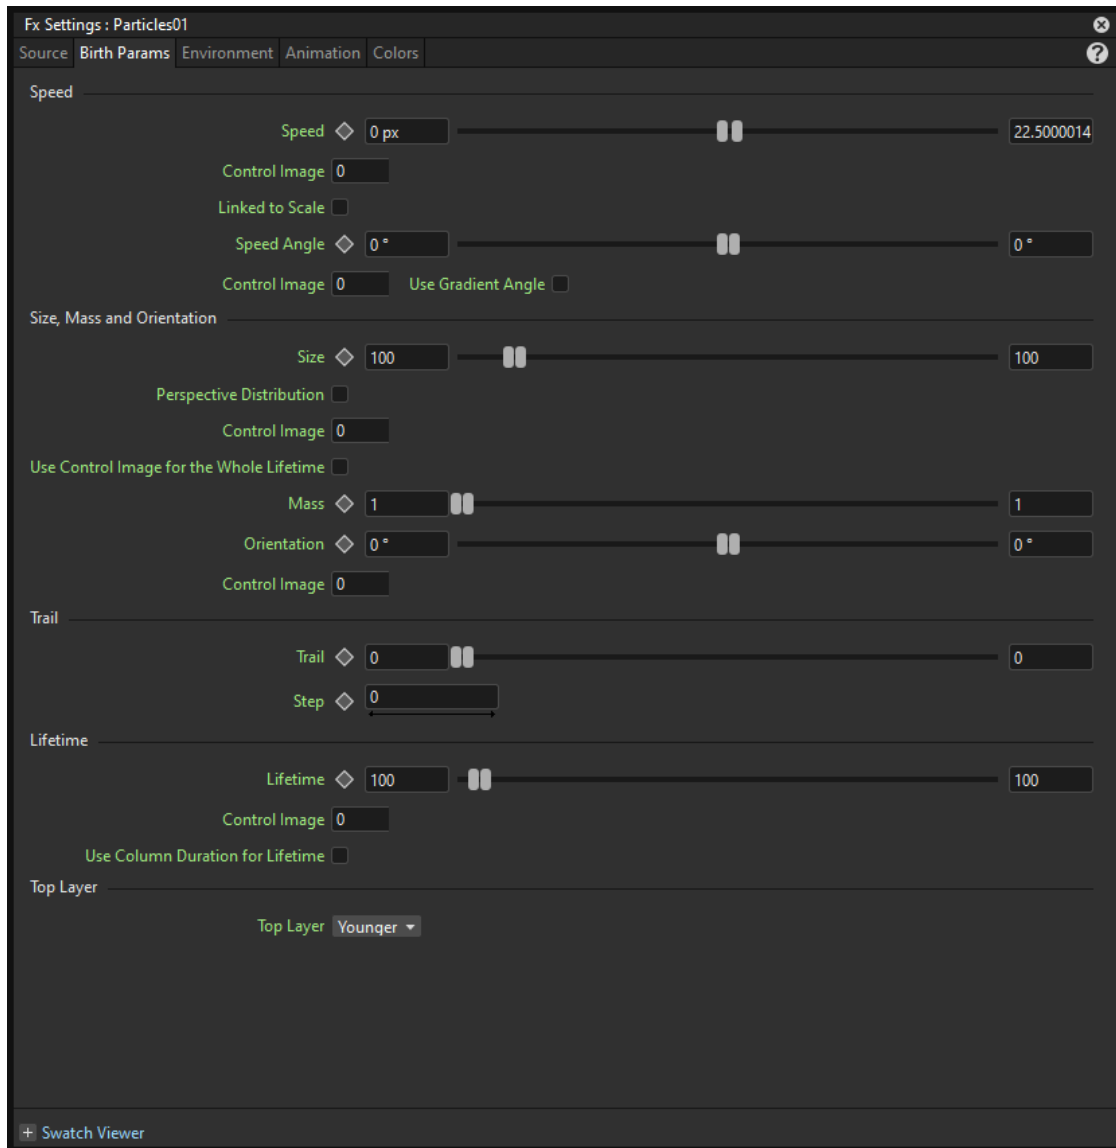 Fx Settings : Particles01
Source Birth Params Environment Animation Colors ?
Speed
Speed 0 px 22.5000014
Control Image 0
Linked to Scale
Speed Angle 0 ° 0 °
Control Image 0 Use Gradient Angle
Size, Mass and Orientation
Size 100 100
Perspective Distribution
Control Image 0
Use Control Image for the Whole Lifetime
Mass 1 1
Orientation 0 ° 0 °
Control Image 0
Trail
Trail 0 0
Step 0
Lifetime
Lifetime 100 100
Control Image 0
Use Column Duration for Lifetime
Top Layer
Top Layer Younger
+ Swatch Viewer